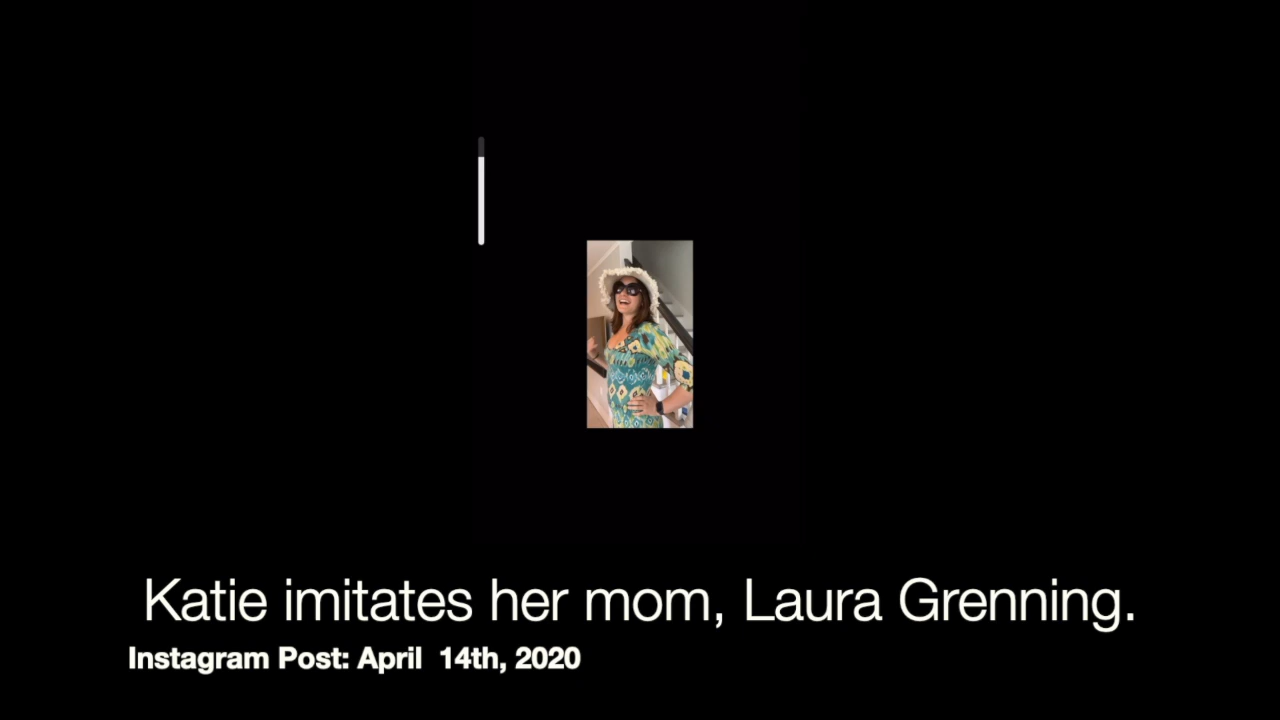 Katie imitates her mom, Laura Grenning.
Instagram Post: April  14th, 2020